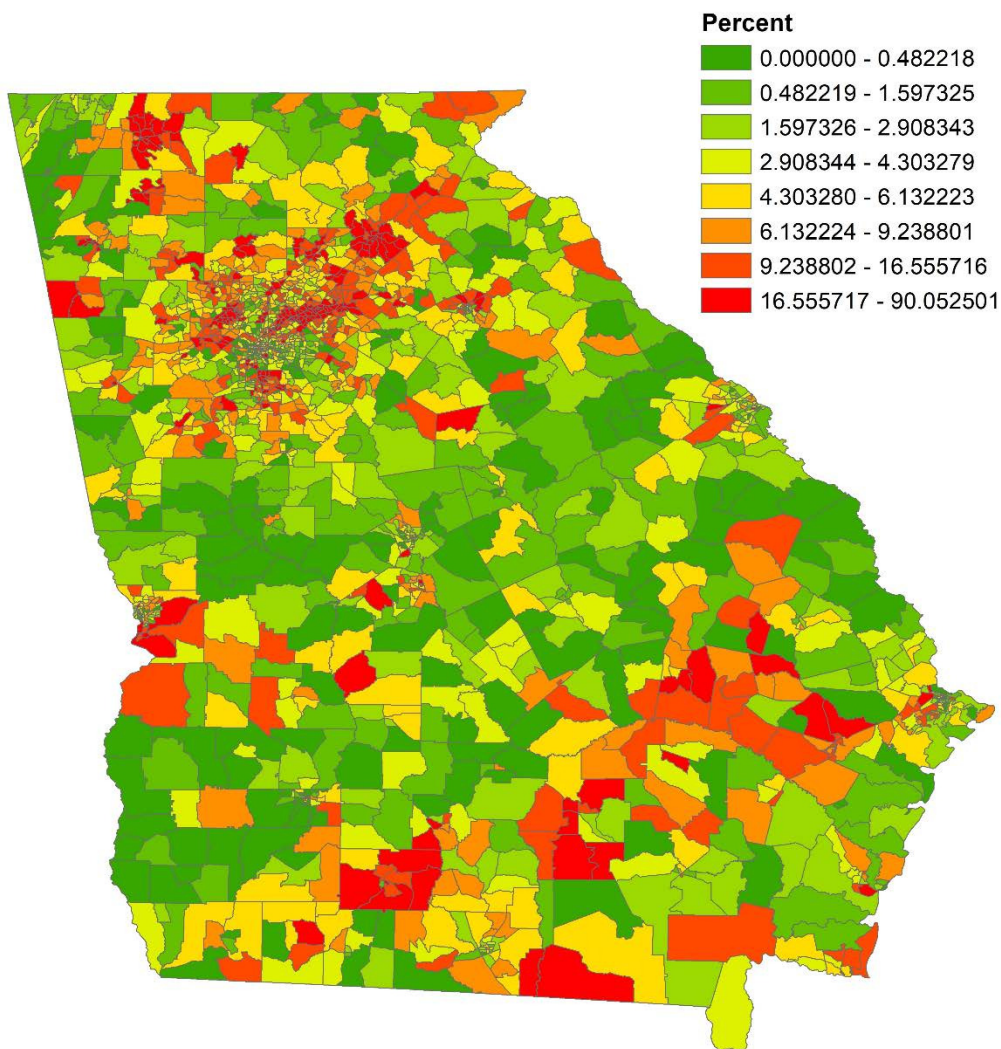 Percent
0.000000 - 0.482218
0.482219 - 1.597325
1.597326 - 2.908343
2.908344 - 4.303279
4.303280 - 6.132223
6.132224 - 9.238801
9.238802 - 16.555716
16.555717 - 90.052501